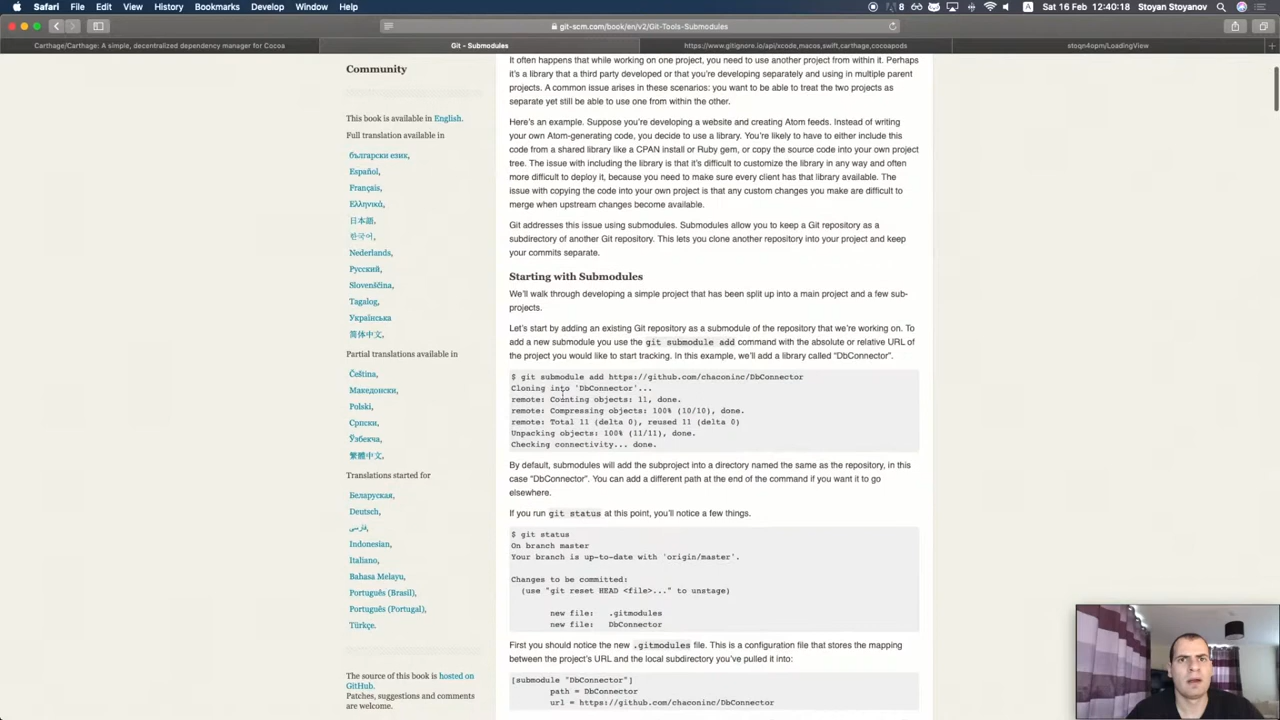 Safari File Edit View History Bookmarks Develop Window Help
8 Sat 16 Feb 12:40:18 Stoyan Stoyanov
git-scm.com/book/en/v2/Git-Tools-Submodules
Carthage/Carthage: A simple, decentralized dependency manager for Cocoa
Git - Submodules
https://www.gitignore.io/api/xcode,macos,swift,carthage,cocoapods
stoqn4opm/LoadingView
Community
This book is available in English.
Full translation available in
български език,
Español,
Français,
Ελληνικά,
日本語,
한국어,
Nederlands,
Русский,
Slovenščina,
Tagalog,
Українська
简体中文,
Partial translations available in
Čeština,
Македонски,
Polski,
Српски,
Ўзбекча,
繁體中文,
Translations started for
Беларуская,
Deutsch,
فارسی,
Indonesian,
Italiano,
Bahasa Melayu,
Português (Brasil),
Português (Portugal),
Türkçe.
The source of this book is hosted on
GitHub.
Patches, suggestions and comments
are welcome.
It often happens that while working on one project, you need to use another project from within it. Perhaps
it's a library that a third party developed or that you're developing separately and using in multiple parent
projects. A common issue arises in these scenarios: you want to be able to treat the two projects as
separate yet still be able to use one from within the other.
Here's an example. Suppose you're developing a website and creating Atom feeds. Instead of writing
your own Atom-generating code, you decide to use a library. You're likely to have to either include this
code from a shared library like a CPAN install or Ruby gem, or copy the source code into your own project
tree. The issue with including the library is that it's difficult to customize the library in any way and often
more difficult to deploy it, because you need to make sure every client has that library available. The
issue with copying the code into your own project is that any custom changes you make are difficult to
merge when upstream changes become available.
Git addresses this issue using submodules. Submodules allow you to keep a Git repository as a
subdirectory of another Git repository. This lets you clone another repository into your project and keep
your commits separate.
Starting with Submodules
We'll walk through developing a simple project that has been split up into a main project and a few sub-
projects.
Let's start by adding an existing Git repository as a submodule of the repository that we're working on. To
add a new submodule you use the git submodule add command with the absolute or relative URL of
the project you would like to start tracking. In this example, we'll add a library called "DbConnector".
$ git submodule add https://github.com/chaconinc/DbConnector
Cloning into 'DbConnector'...
remote: Counting objects: 11, done.
remote: Compressing objects: 100% (10/10), done.
remote: Total 11 (delta 0), reused 11 (delta 0)
Unpacking objects: 100% (11/11), done.
Checking connectivity... done.
By default, submodules will add the subproject into a directory named the same as the repository, in this
case "DbConnector". You can add a different path at the end of the command if you want it to go
elsewhere.
If you run git status at this point, you'll notice a few things.
$ git status
On branch master
Your branch is up-to-date with 'origin/master'.
Changes to be committed:
(use "git reset HEAD <file>..." to unstage)
new file: .gitmodules
new file: DbConnector
First you should notice the new .gitmodules file. This is a configuration file that stores the mapping
between the project's URL and the local subdirectory you've pulled it into:
[submodule "DbConnector"]
path = DbConnector
url = https://github.com/chaconinc/DbConnector